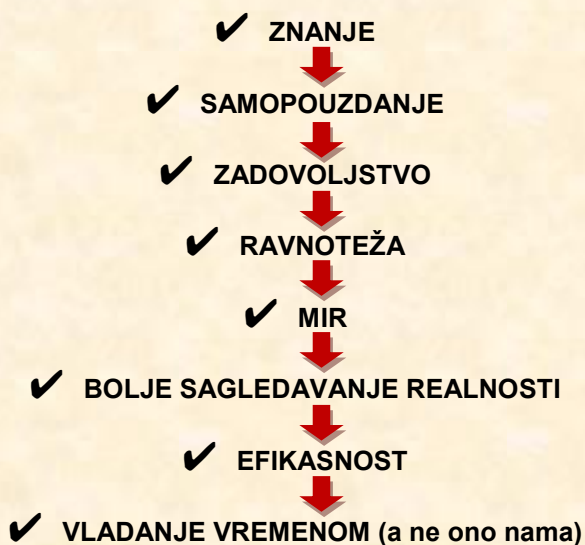 ✔ ZNANJE
✔ SAMOPOUZDANJE
✔ ZADOVOLJSTVO
✔ RAVNOTEŽA
✔ MIR
✔ BOLJE SAGLEDAVANJE REALNOSTI
✔ EFIKASNOST
✔ VLADANJE VREMENOM (a ne ono nama)